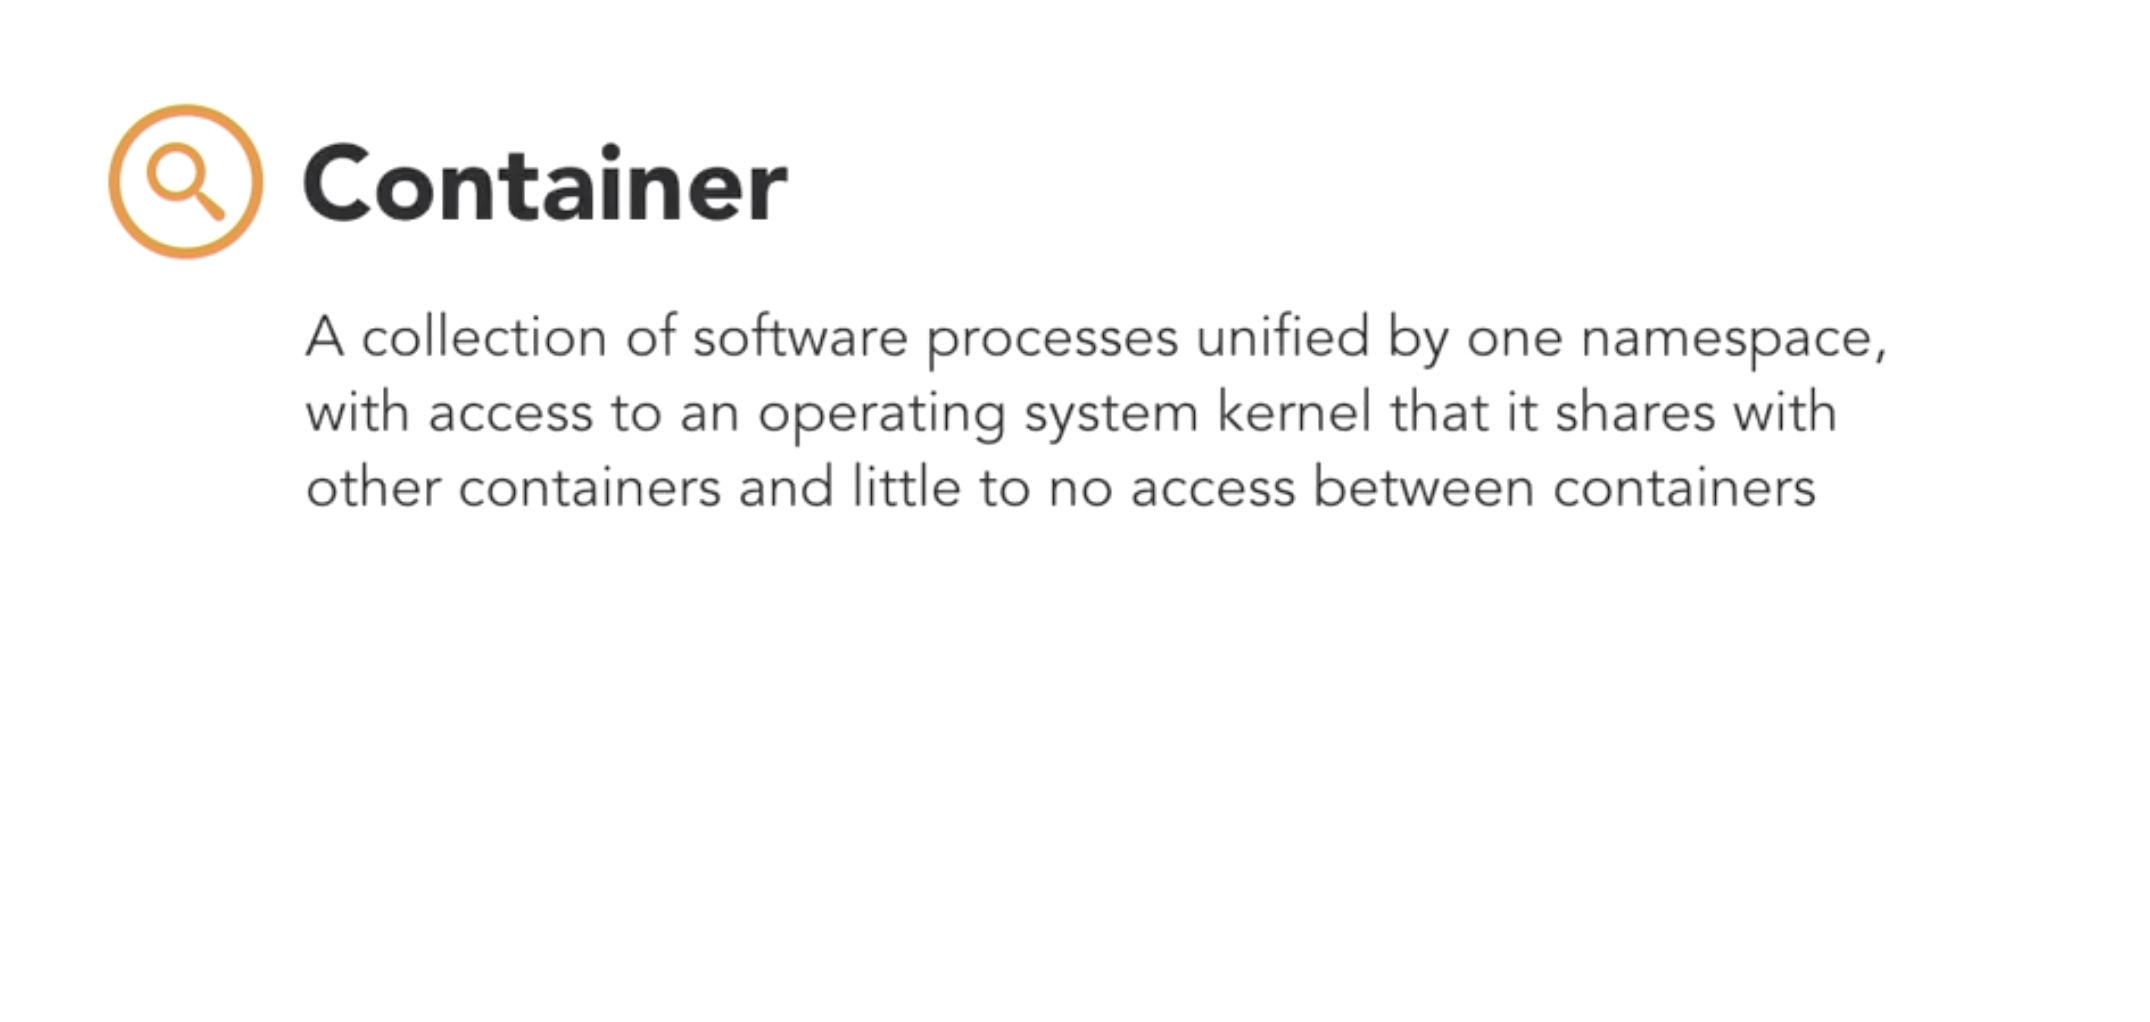 Container
A collection of software processes unified by one namespace,
with access to an operating system kernel that it shares with
other containers and little to no access between containers